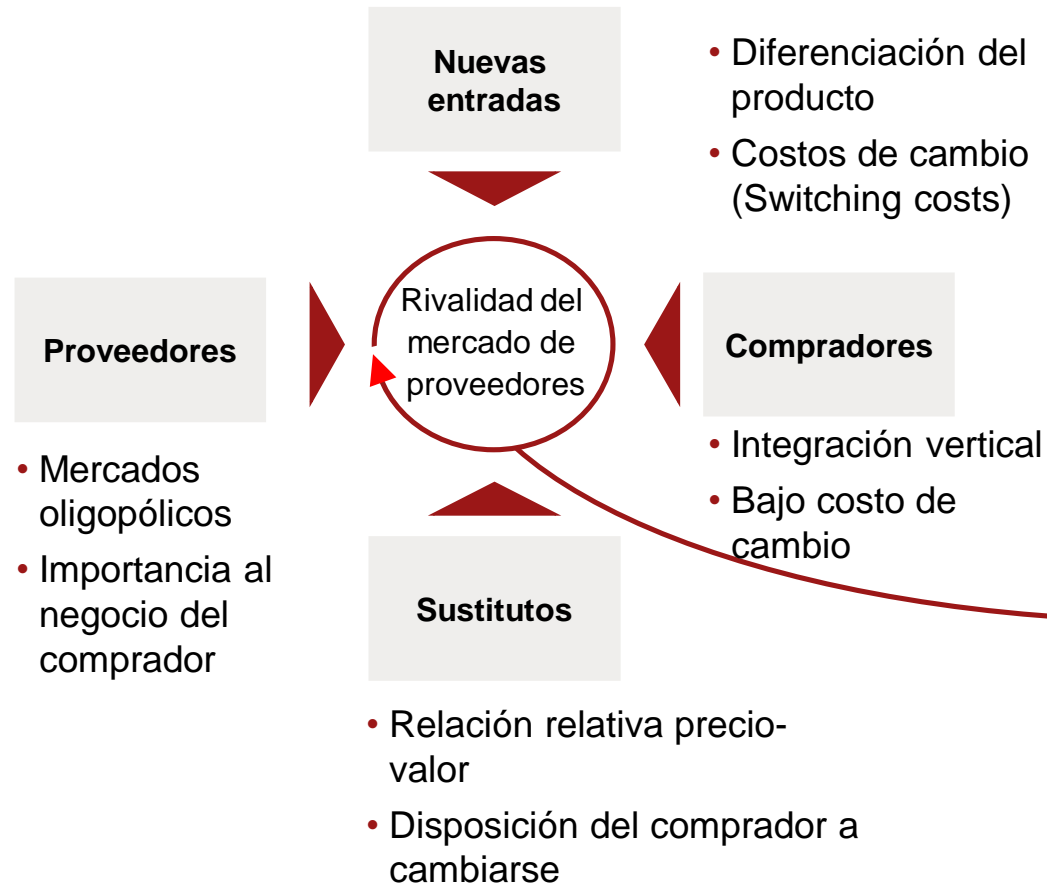 Nuevas
entradas
• Diferenciación del
producto
• Costos de cambio
(Switching costs)
Proveedores
• Mercados
oligopólicos
• Importancia al
negocio del
comprador
Rivalidad del
mercado de
proveedores
Compradores
• Integración vertical
• Bajo costo de
cambio
Sustitutos
• Relación relativa precio-
valor
• Disposición del comprador a
cambiarse